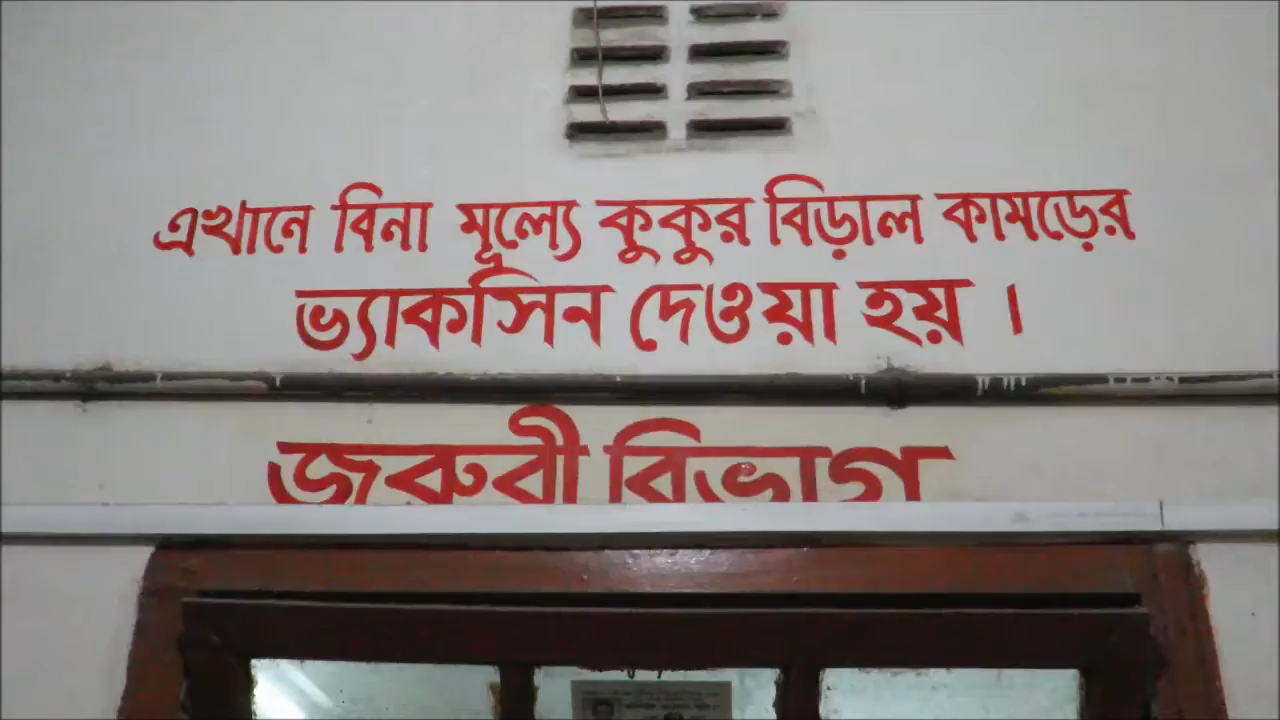 এখানে বিনা মূল্যে কুকুর বিড়াল কামড়ের
ভ্যাকসিন দেওয়া হয় ।
জরুরী বিভাগ